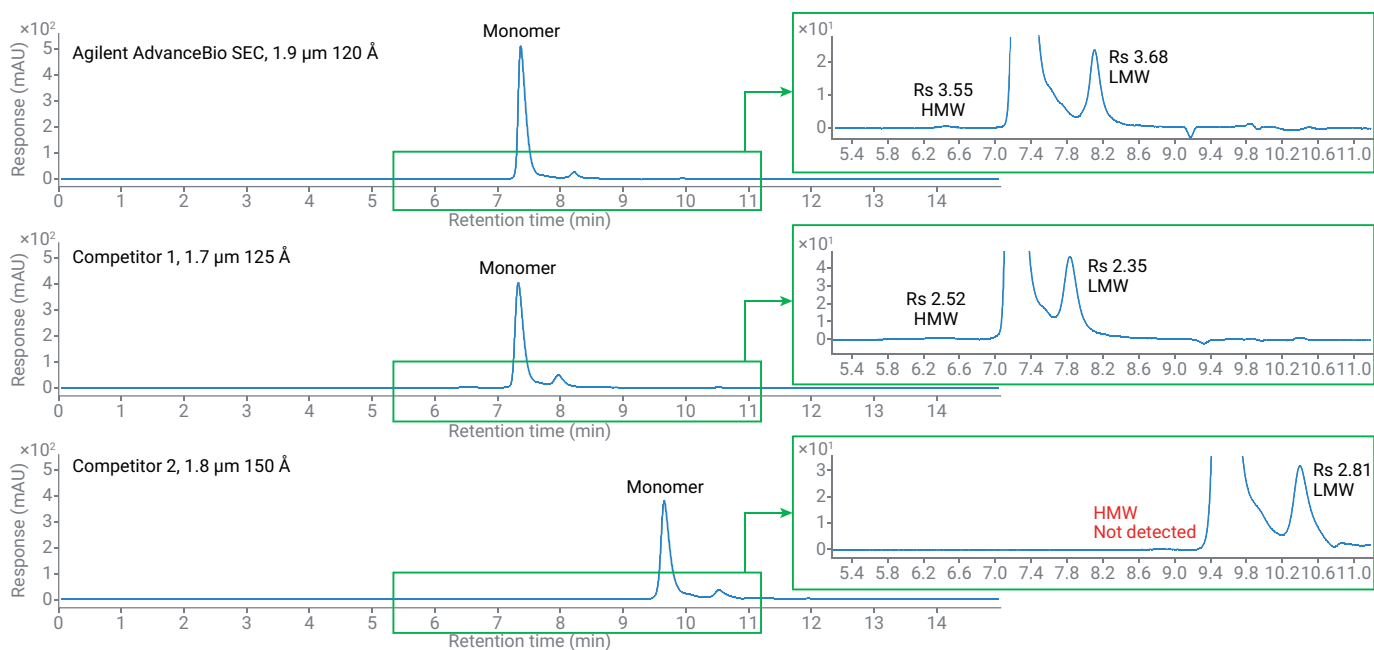 ×10²
Agilent AdvanceBio SEC, 1.9 µm 120 Å
Monomer
Response (mAU)
5
4
3
2
1
0
0 1 2 3 4 5 6 7 8 9 10 11 12 13 14
Retention time (min)
×10¹
2
1
0
Rs 3.55
HMW
Rs 3.68
LMW
5.4 5.8 6.2 6.6 7.0 7.4 7.8 8.2 8.6 9.0 9.4 9.8 10.2 10.6 11.0
×10²
Competitor 1, 1.7 µm 125 Å
Monomer
Response (mAU)
5
4
3
2
1
0
0 1 2 3 4 5 6 7 8 9 10 11 12 13 14
Retention time (min)
×10¹
4
3
2
1
0
Rs 2.52
HMW
Rs 2.35
LMW
5.4 5.8 6.2 6.6 7.0 7.4 7.8 8.2 8.6 9.0 9.4 9.8 10.2 10.6 11.0
×10²
Competitor 2, 1.8 µm 150 Å
Monomer
Response (mAU)
5
4
3
2
1
0
0 1 2 3 4 5 6 7 8 9 10 11 12 13 14
Retention time (min)
×10¹
3
2
1
0
HMW
Not detected
Rs 2.81
LMW
5.4 5.8 6.2 6.6 7.0 7.4 7.8 8.2 8.6 9.0 9.4 9.8 10.2 10.6 11.0